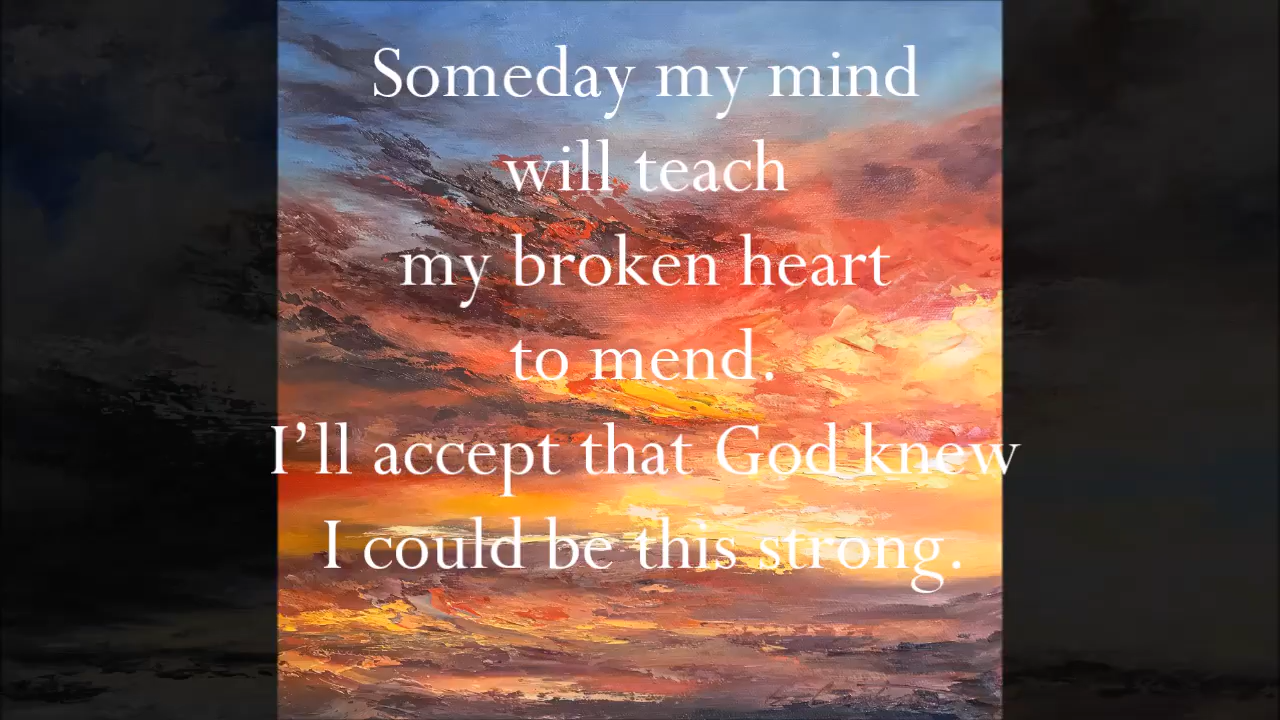 Someday my mind
will teach
my broken heart
to mend.
I’ll accept that God knew
I could be this strong.